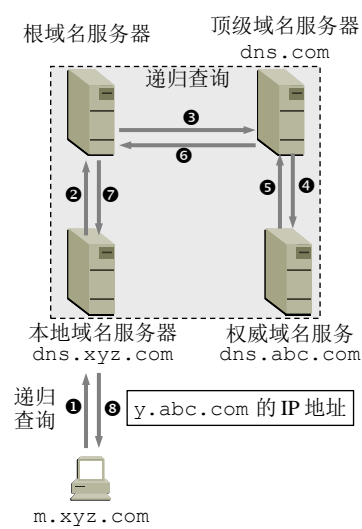 根域名服务器
顶级域名服务器
dns.com
递归查询
❸
❻
❷
❼
❺
❹
本地域名服务器
dns.xyz.com
权威域名服务
dns.abc.com
递归
查询
❶
❽
y.abc.com 的 IP 地址
m.xyz.com